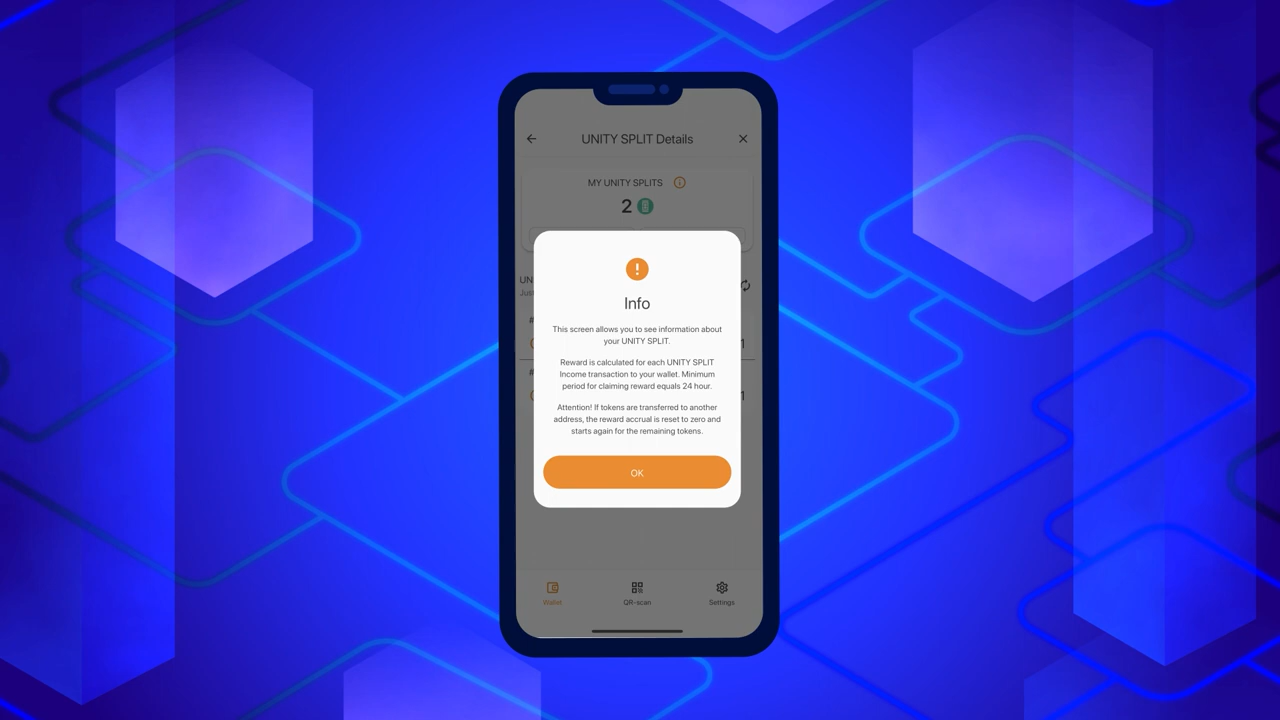 UNITY SPLIT Details
MY UNITY SPLITS
2
UN
#
1
#
1
Info
This screen allows you to see information about
your UNITY SPLIT.
Reward is calculated for each UNITY SPLIT
Income transaction to your wallet. Minimum
period for claiming reward equals 24 hour.
Attention! If tokens are transferred to another
address, the reward accrual is reset to zero and
starts again for the remaining tokens.
OK
Wallet
QR-scan
Settings